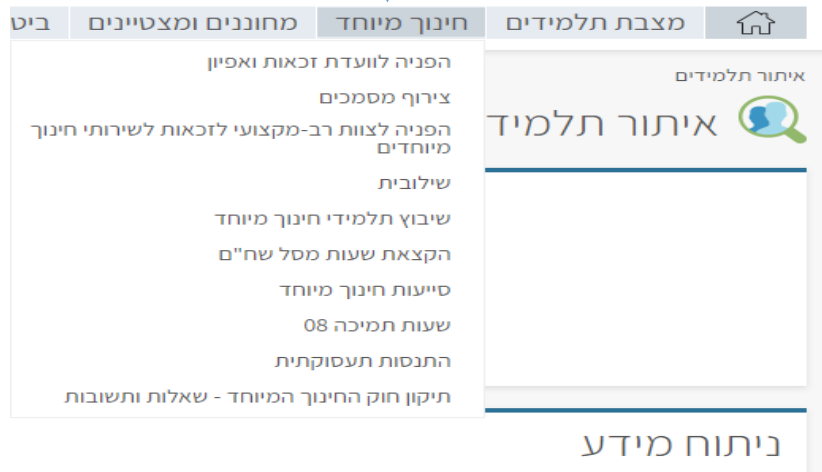 מצבת תלמידים
חינוך מיוחד
מחוננים ומצטיינים
ביט
הפניה לוועדת זכאות ואפיון
צירוף מסמכים
הפניה לצוות רב-מקצועי לזכאות לשירותי חינוך
מיוחדים
שילובית
שיבוץ תלמידי חינוך מיוחד
הקצאת שעות מסל שח"ם
סייעות חינוך מיוחד
שעות תמיכה 08
התנסות תעסוקתית
תיקון חוק החינוך המיוחד - שאלות ותשובות
איתור תלמידים
איתור תלמיד
ניתוח מידע